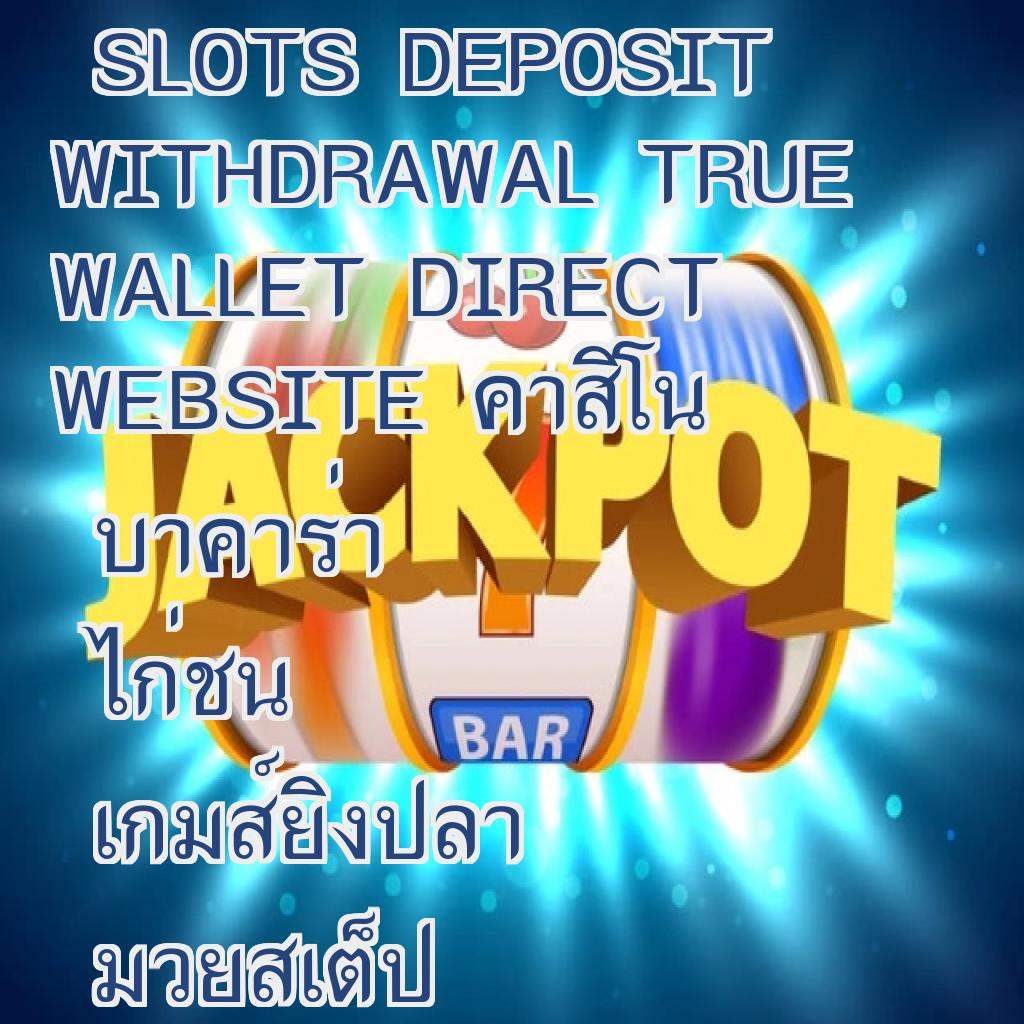 SLOTS DEPOSIT
WITHDRAWAL TRUE
WALLET DIRECT
WEBSITE คาสิโน
JACKPOT
บาคาร่า
ไก่ชน
BAR
เกมส์ยิงปลา
มวยสเต็ป